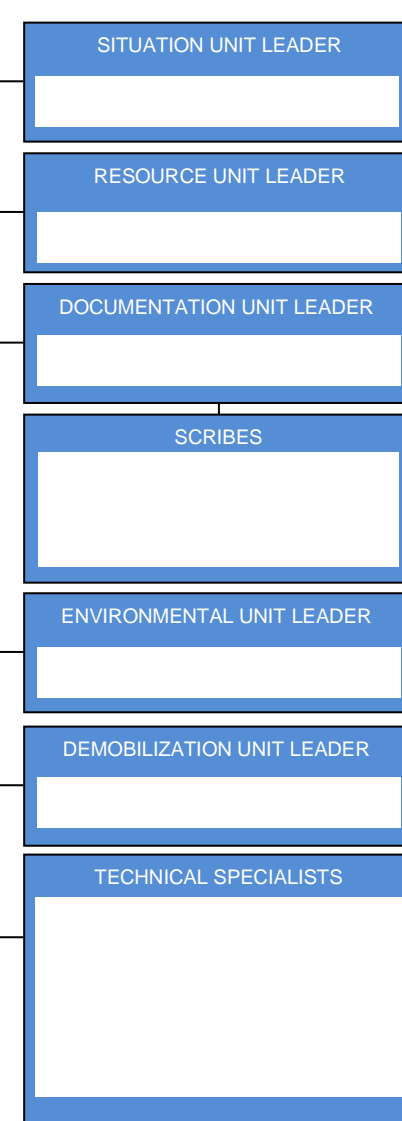 SITUATION UNIT LEADER
RESOURCE UNIT LEADER
DOCUMENTATION UNIT LEADER
SCRIBES
ENVIRONMENTAL UNIT LEADER
DEMOBILIZATION UNIT LEADER
TECHNICAL SPECIALISTS